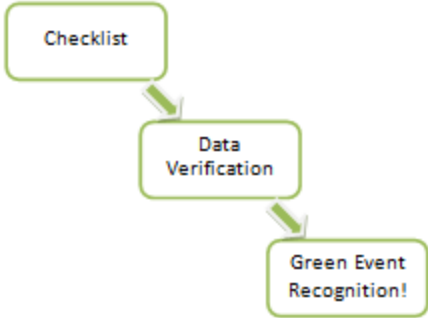 Checklist
Data
Verification
Green Event
Recognition!